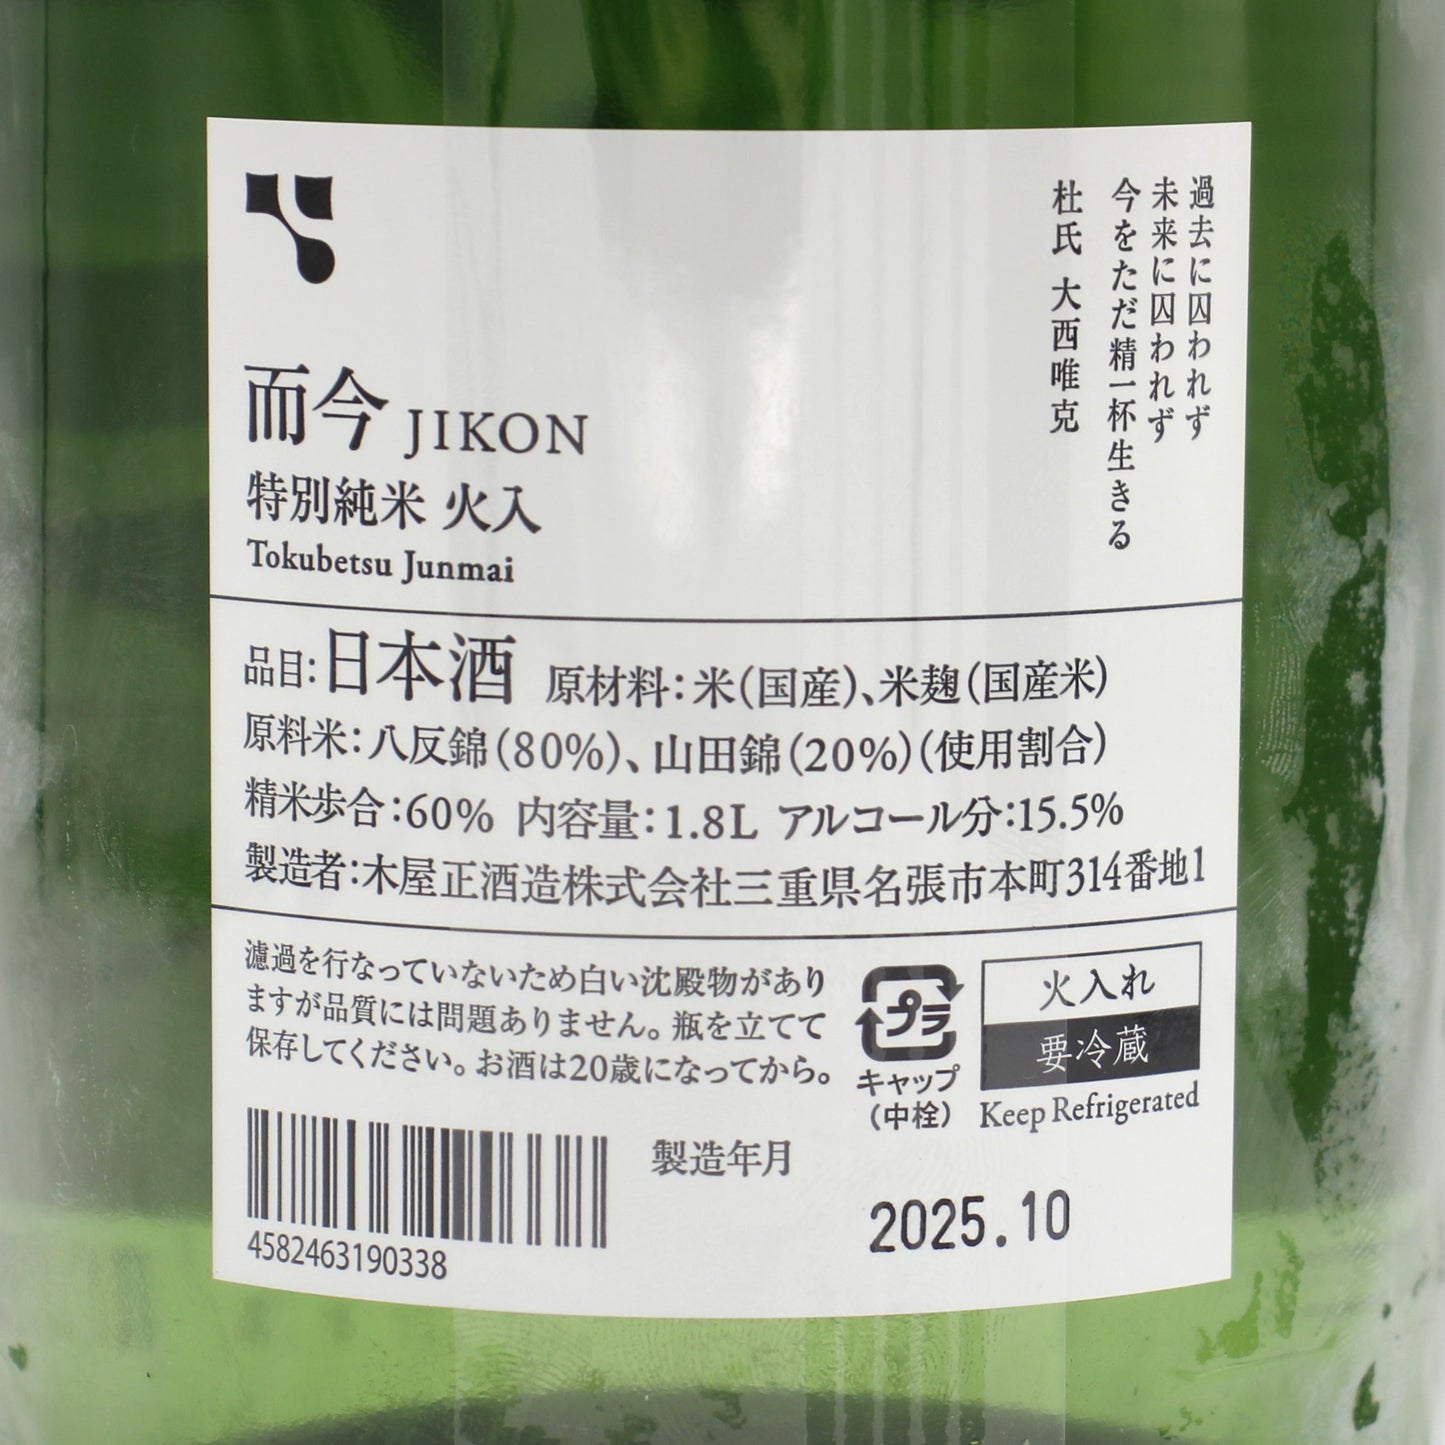 過去に囚われず
未来に囚われず
今をただ精一杯生きる
杜氏 大西唯克
而今 JIKON
特別純米 火入
Tokubetsu Junmai
品目:日本酒 原材料:米(国産)、米麹(国産米)
原料米:八反錦(80%)、山田錦(20%)(使用割合)
精米歩合:60% 内容量:1.8L アルコール分:15.5%
製造者:木屋正酒造株式会社三重県名張市本町314番地1
濾過を行なっていないため白い沈殿物があり
ますが品質には問題ありません。瓶を立てて
保存してください。お酒は20歳になってから。
プラ
キャップ
(中栓)
火入れ
要冷蔵
Keep Refrigerated
4582463190338
製造年月
2025.10